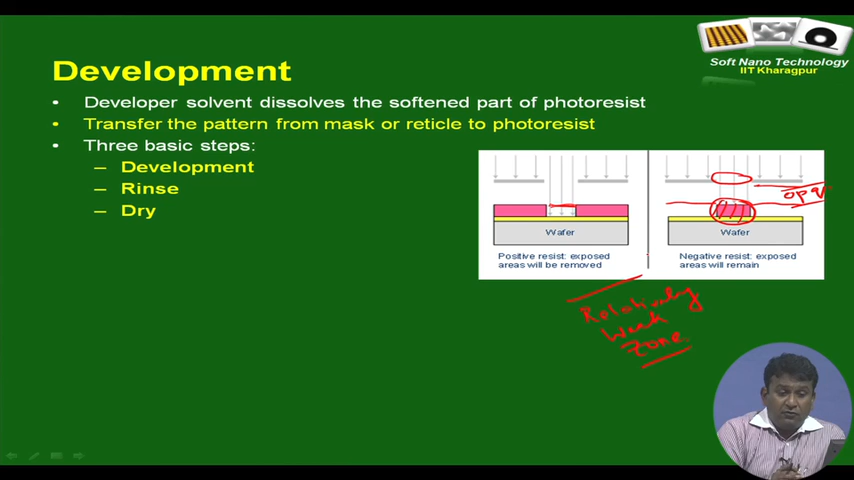 Soft Nano Technology
IIT Kharagpur
Development
• Developer solvent dissolves the softened part of photoresist
• Transfer the pattern from mask or reticle to photoresist
• Three basic steps:
– Development
– Rinse
– Dry
opq
Wafer
Wafer
Positive resist: exposed
areas will be removed
Negative resist: exposed
areas will remain
Relatively
Weak
Zone